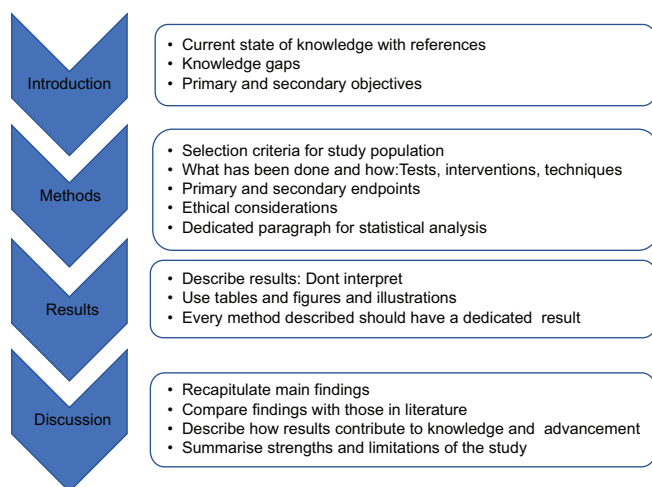 Introduction
• Current state of knowledge with references
• Knowledge gaps
• Primary and secondary objectives
Methods
• Selection criteria for study population
• What has been done and how:Tests, interventions, techniques
• Primary and secondary endpoints
• Ethical considerations
• Dedicated paragraph for statistical analysis
Results
• Describe results: Dont interpret
• Use tables and figures and illustrations
• Every method described should have a dedicated result
Discussion
• Recapitulate main findings
• Compare findings with those in literature
• Describe how results contribute to knowledge and advancement
• Summarise strengths and limitations of the study